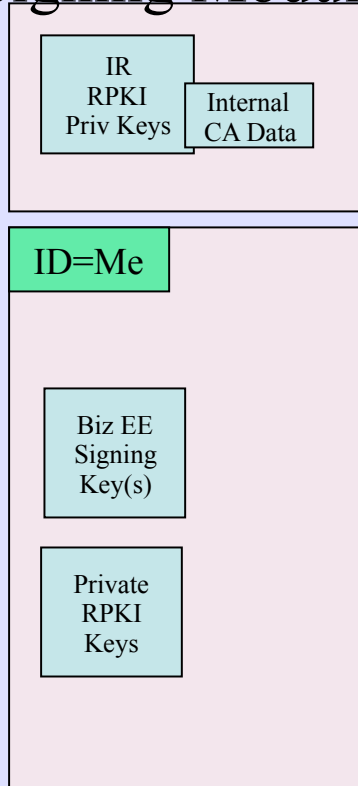 IR
RPKI
Priv Keys
Internal
CA Data
ID=Me
Biz EE
Signing
Key(s)
Private
RPKI
Keys